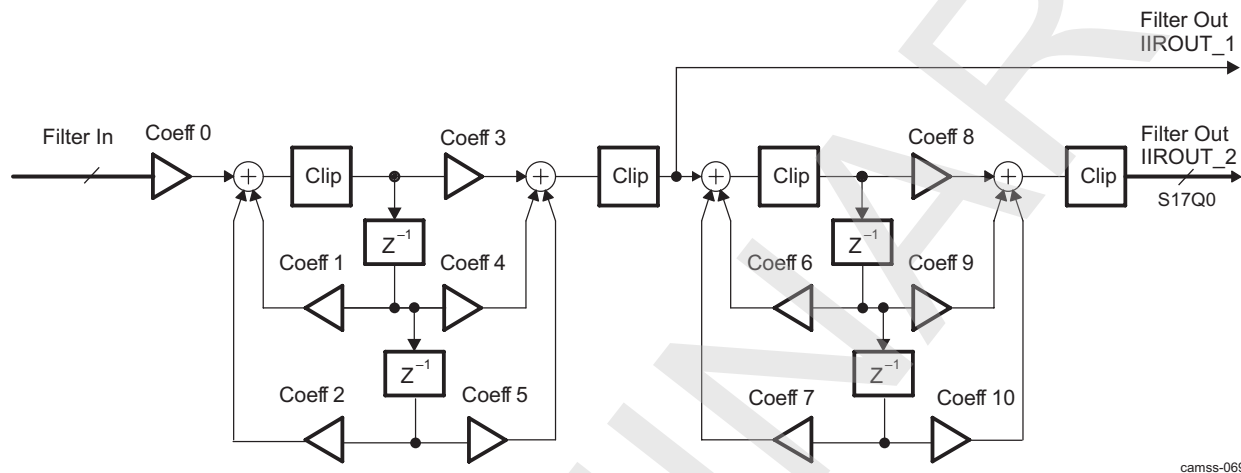 Filter Out
IIROUT_1
Filter In
Coeff 0
Coeff 3
Coeff 8
Filter Out
IIROUT_2
+
Clip
+
Clip
+
Clip
+
Clip
S17Q0
Z⁻¹
Z⁻¹
Coeff 1
Coeff 4
Coeff 6
Coeff 9
Z⁻¹
Z⁻¹
Coeff 2
Coeff 5
Coeff 7
Coeff 10
camss-069